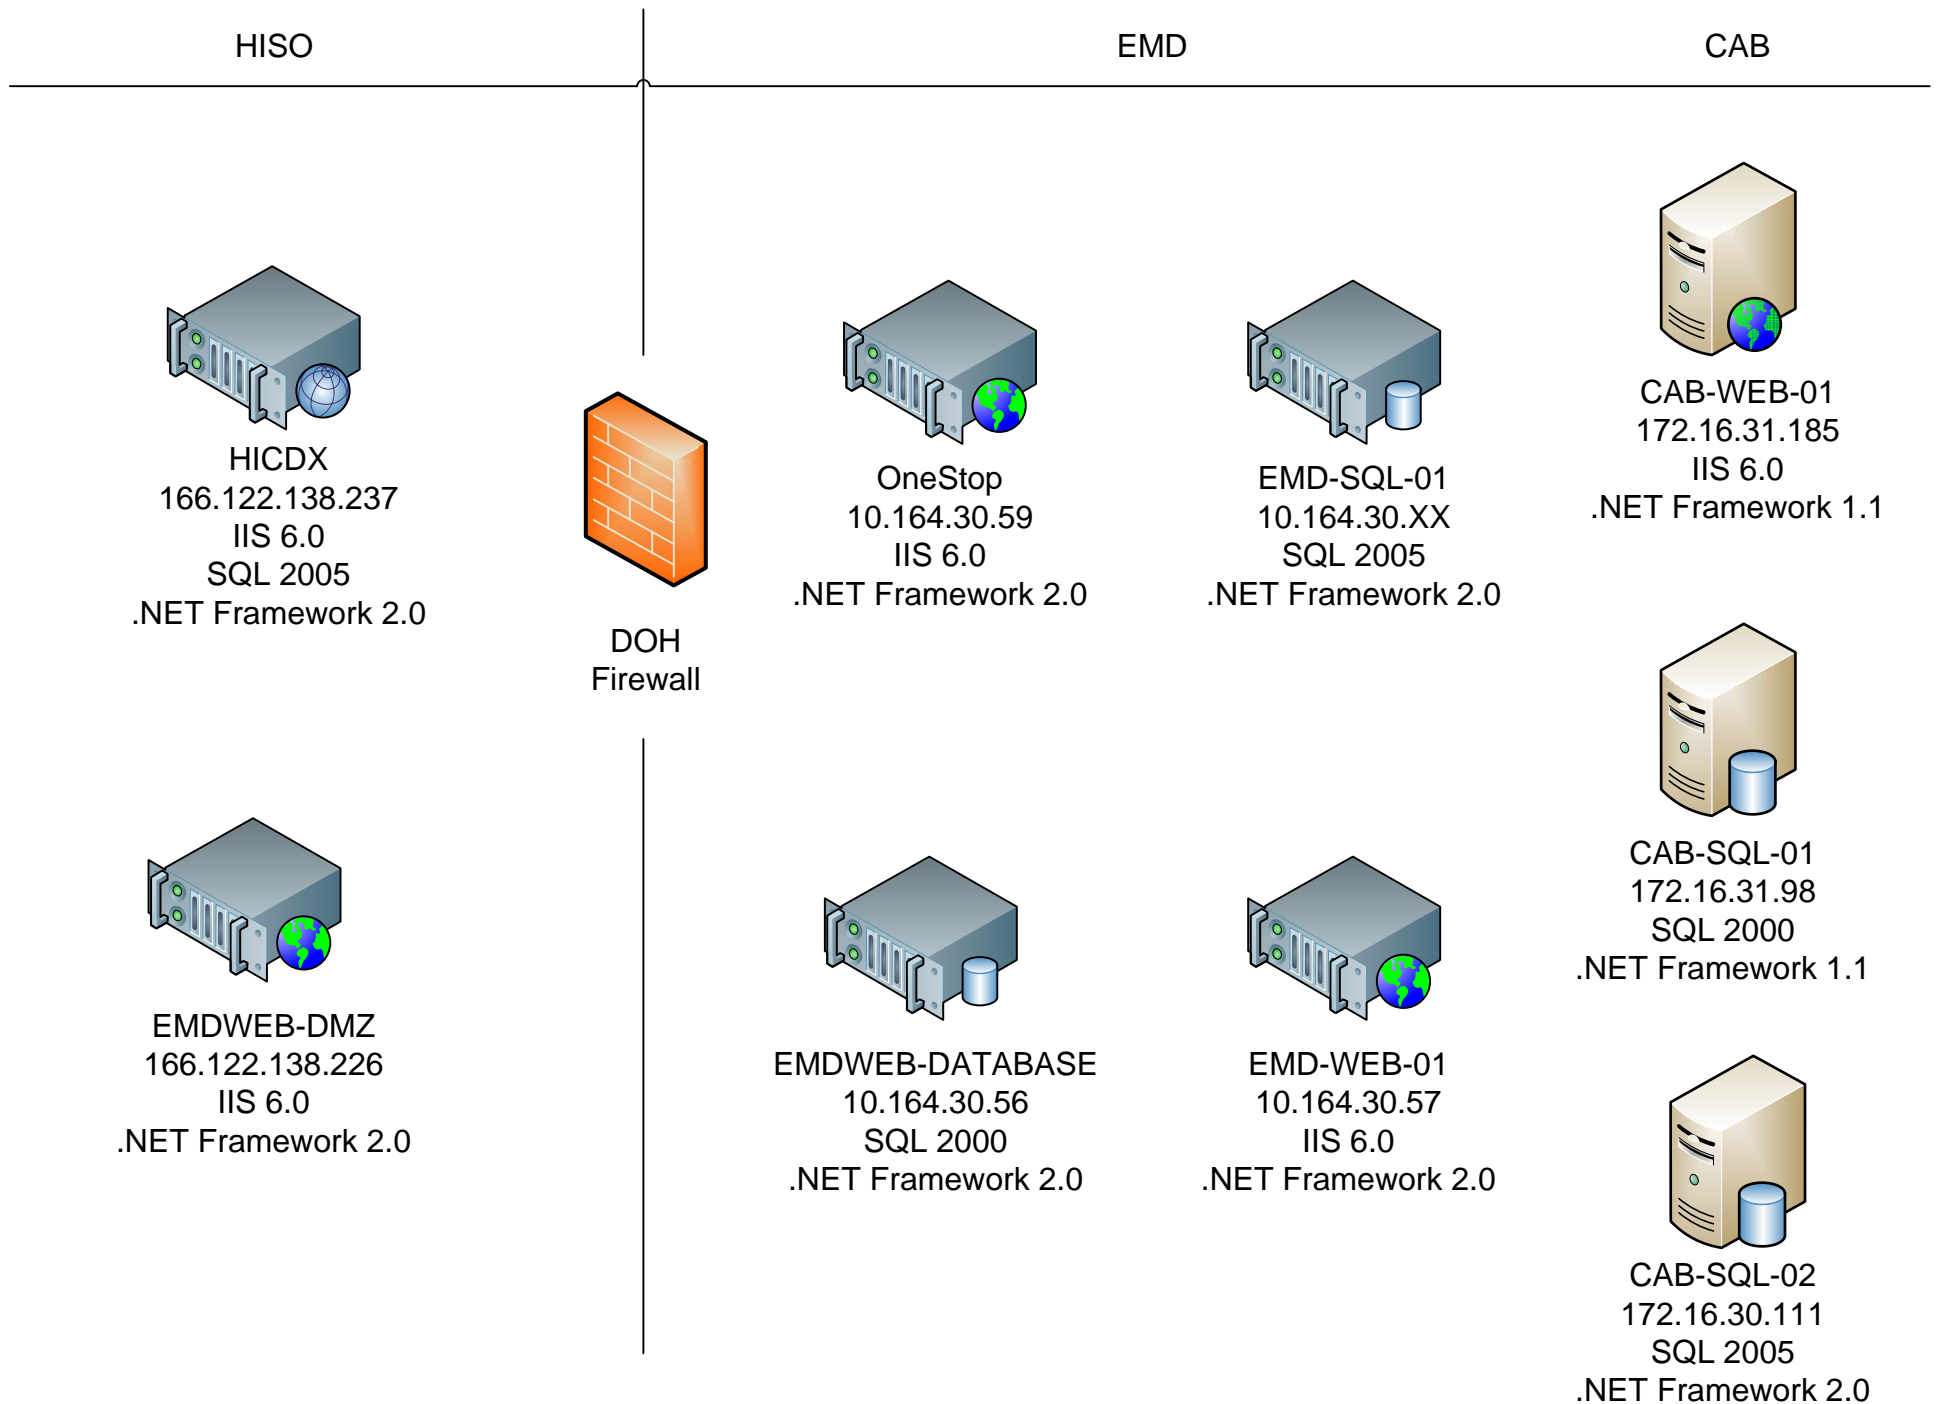 HISO
EMD
CAB
HICDX
166.122.138.237
IIS 6.0
SQL 2005
.NET Framework 2.0
DOH
Firewall
OneStop
10.164.30.59
IIS 6.0
.NET Framework 2.0
EMD-SQL-01
10.164.30.XX
SQL 2005
.NET Framework 2.0
CAB-WEB-01
172.16.31.185
IIS 6.0
.NET Framework 1.1
CAB-SQL-01
172.16.31.98
SQL 2000
.NET Framework 1.1
EMDWEB-DMZ
166.122.138.226
IIS 6.0
.NET Framework 2.0
EMDWEB-DATABASE
10.164.30.56
SQL 2000
.NET Framework 2.0
EMD-WEB-01
10.164.30.57
IIS 6.0
.NET Framework 2.0
CAB-SQL-02
172.16.30.111
SQL 2005
.NET Framework 2.0